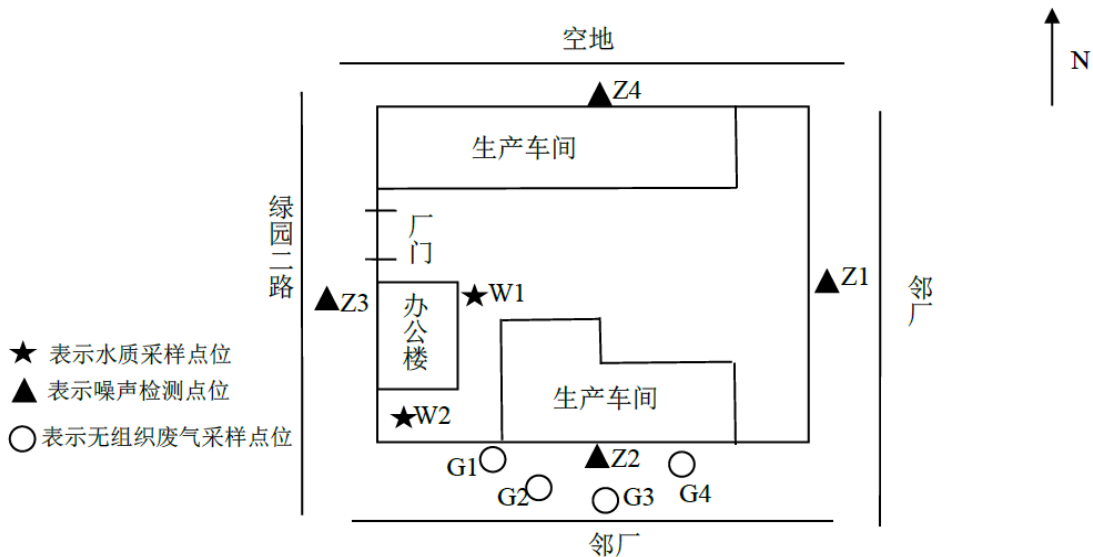 空地
N
Z4
生产车间
绿园二路
厂门
Z1
邻厂
W1
Z3
办公楼
表示水质采样点位
表示噪声检测点位
生产车间
W2
表示无组织废气采样点位
G1
Z2
G2
G3
G4
邻厂